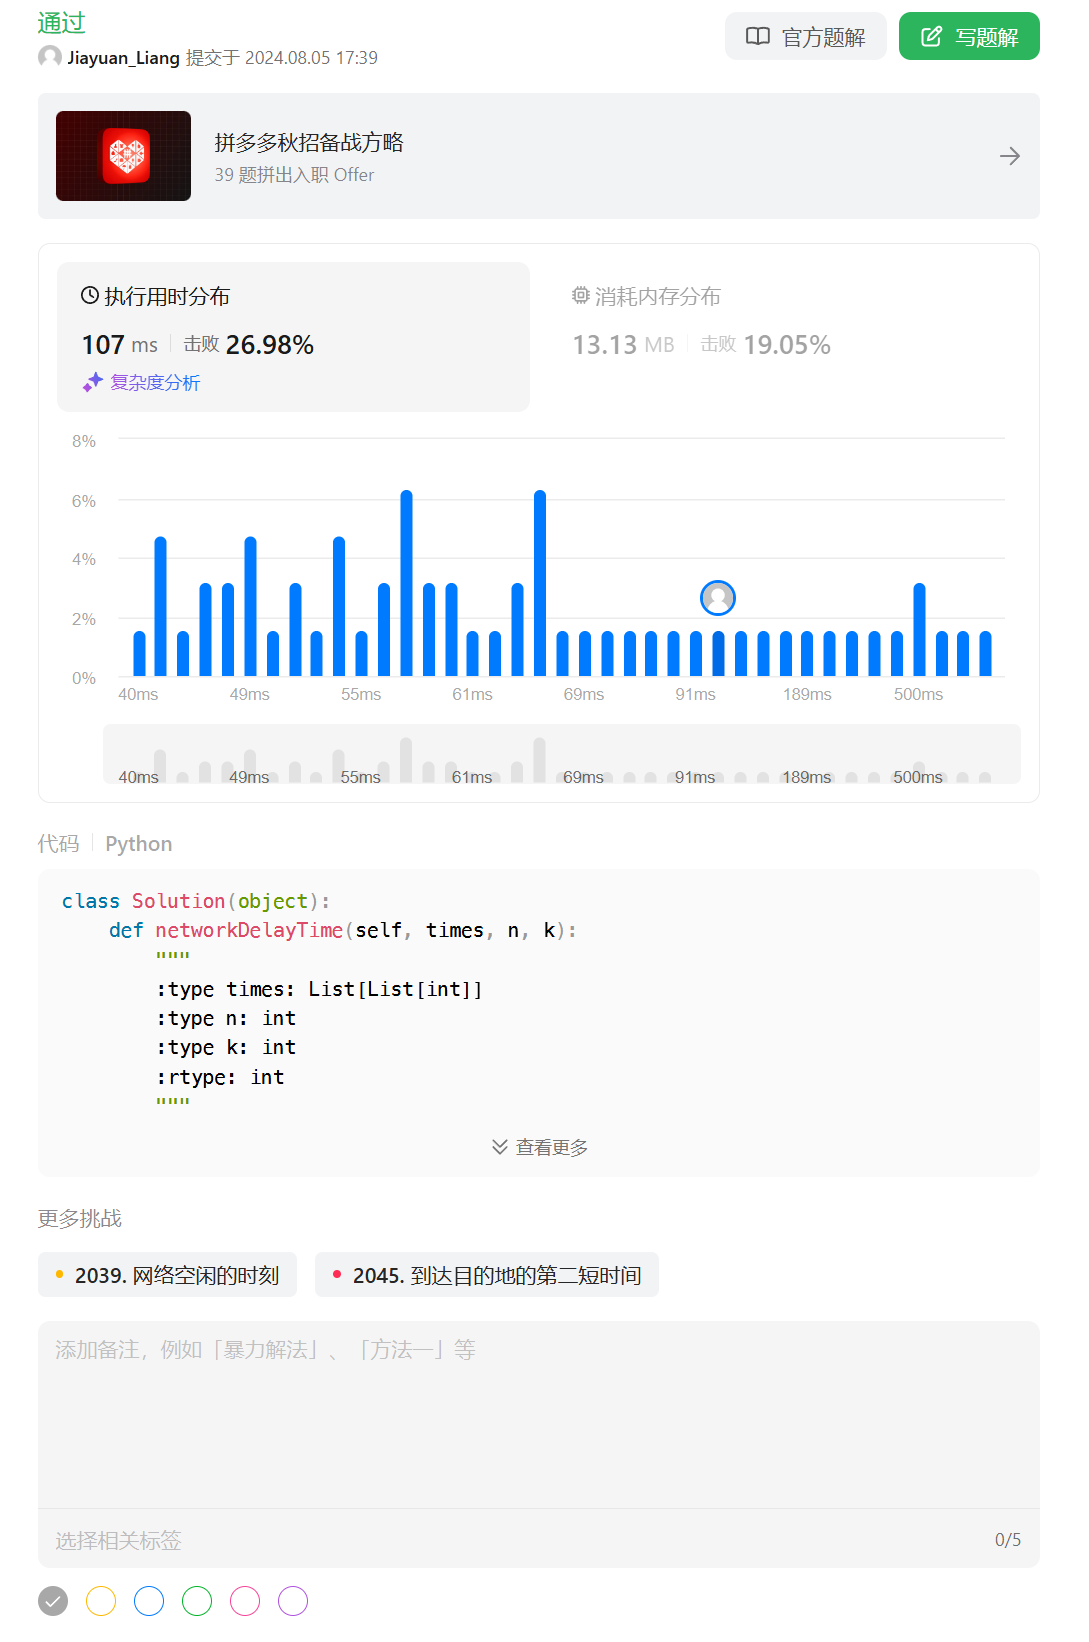 通过
官方题解
写题解
Jiayuan_Liang 提交于 2024.08.05 17:39
拼多多秋招备战方略
39 题拼出入职 Offer
执行用时分布
107 ms 击败 26.98%
复杂度分析
消耗内存分布
13.13 MB 击败 19.05%
8%
6%
4%
2%
0%
40ms 49ms 55ms 61ms 69ms 91ms 189ms 500ms
40ms 49ms 55ms 61ms 69ms 91ms 189ms 500ms
代码 Python
class Solution(object):
    def networkDelayTime(self, times, n, k):
        """
        :type times: List[List[int]]
        :type n: int
        :type k: int
        :rtype: int
        """
查看更多
更多挑战
2039. 网络空闲的时刻
2045. 到达目的地的第二短时间
添加备注，例如「暴力解法」、「方法一」等
选择相关标签
0/5